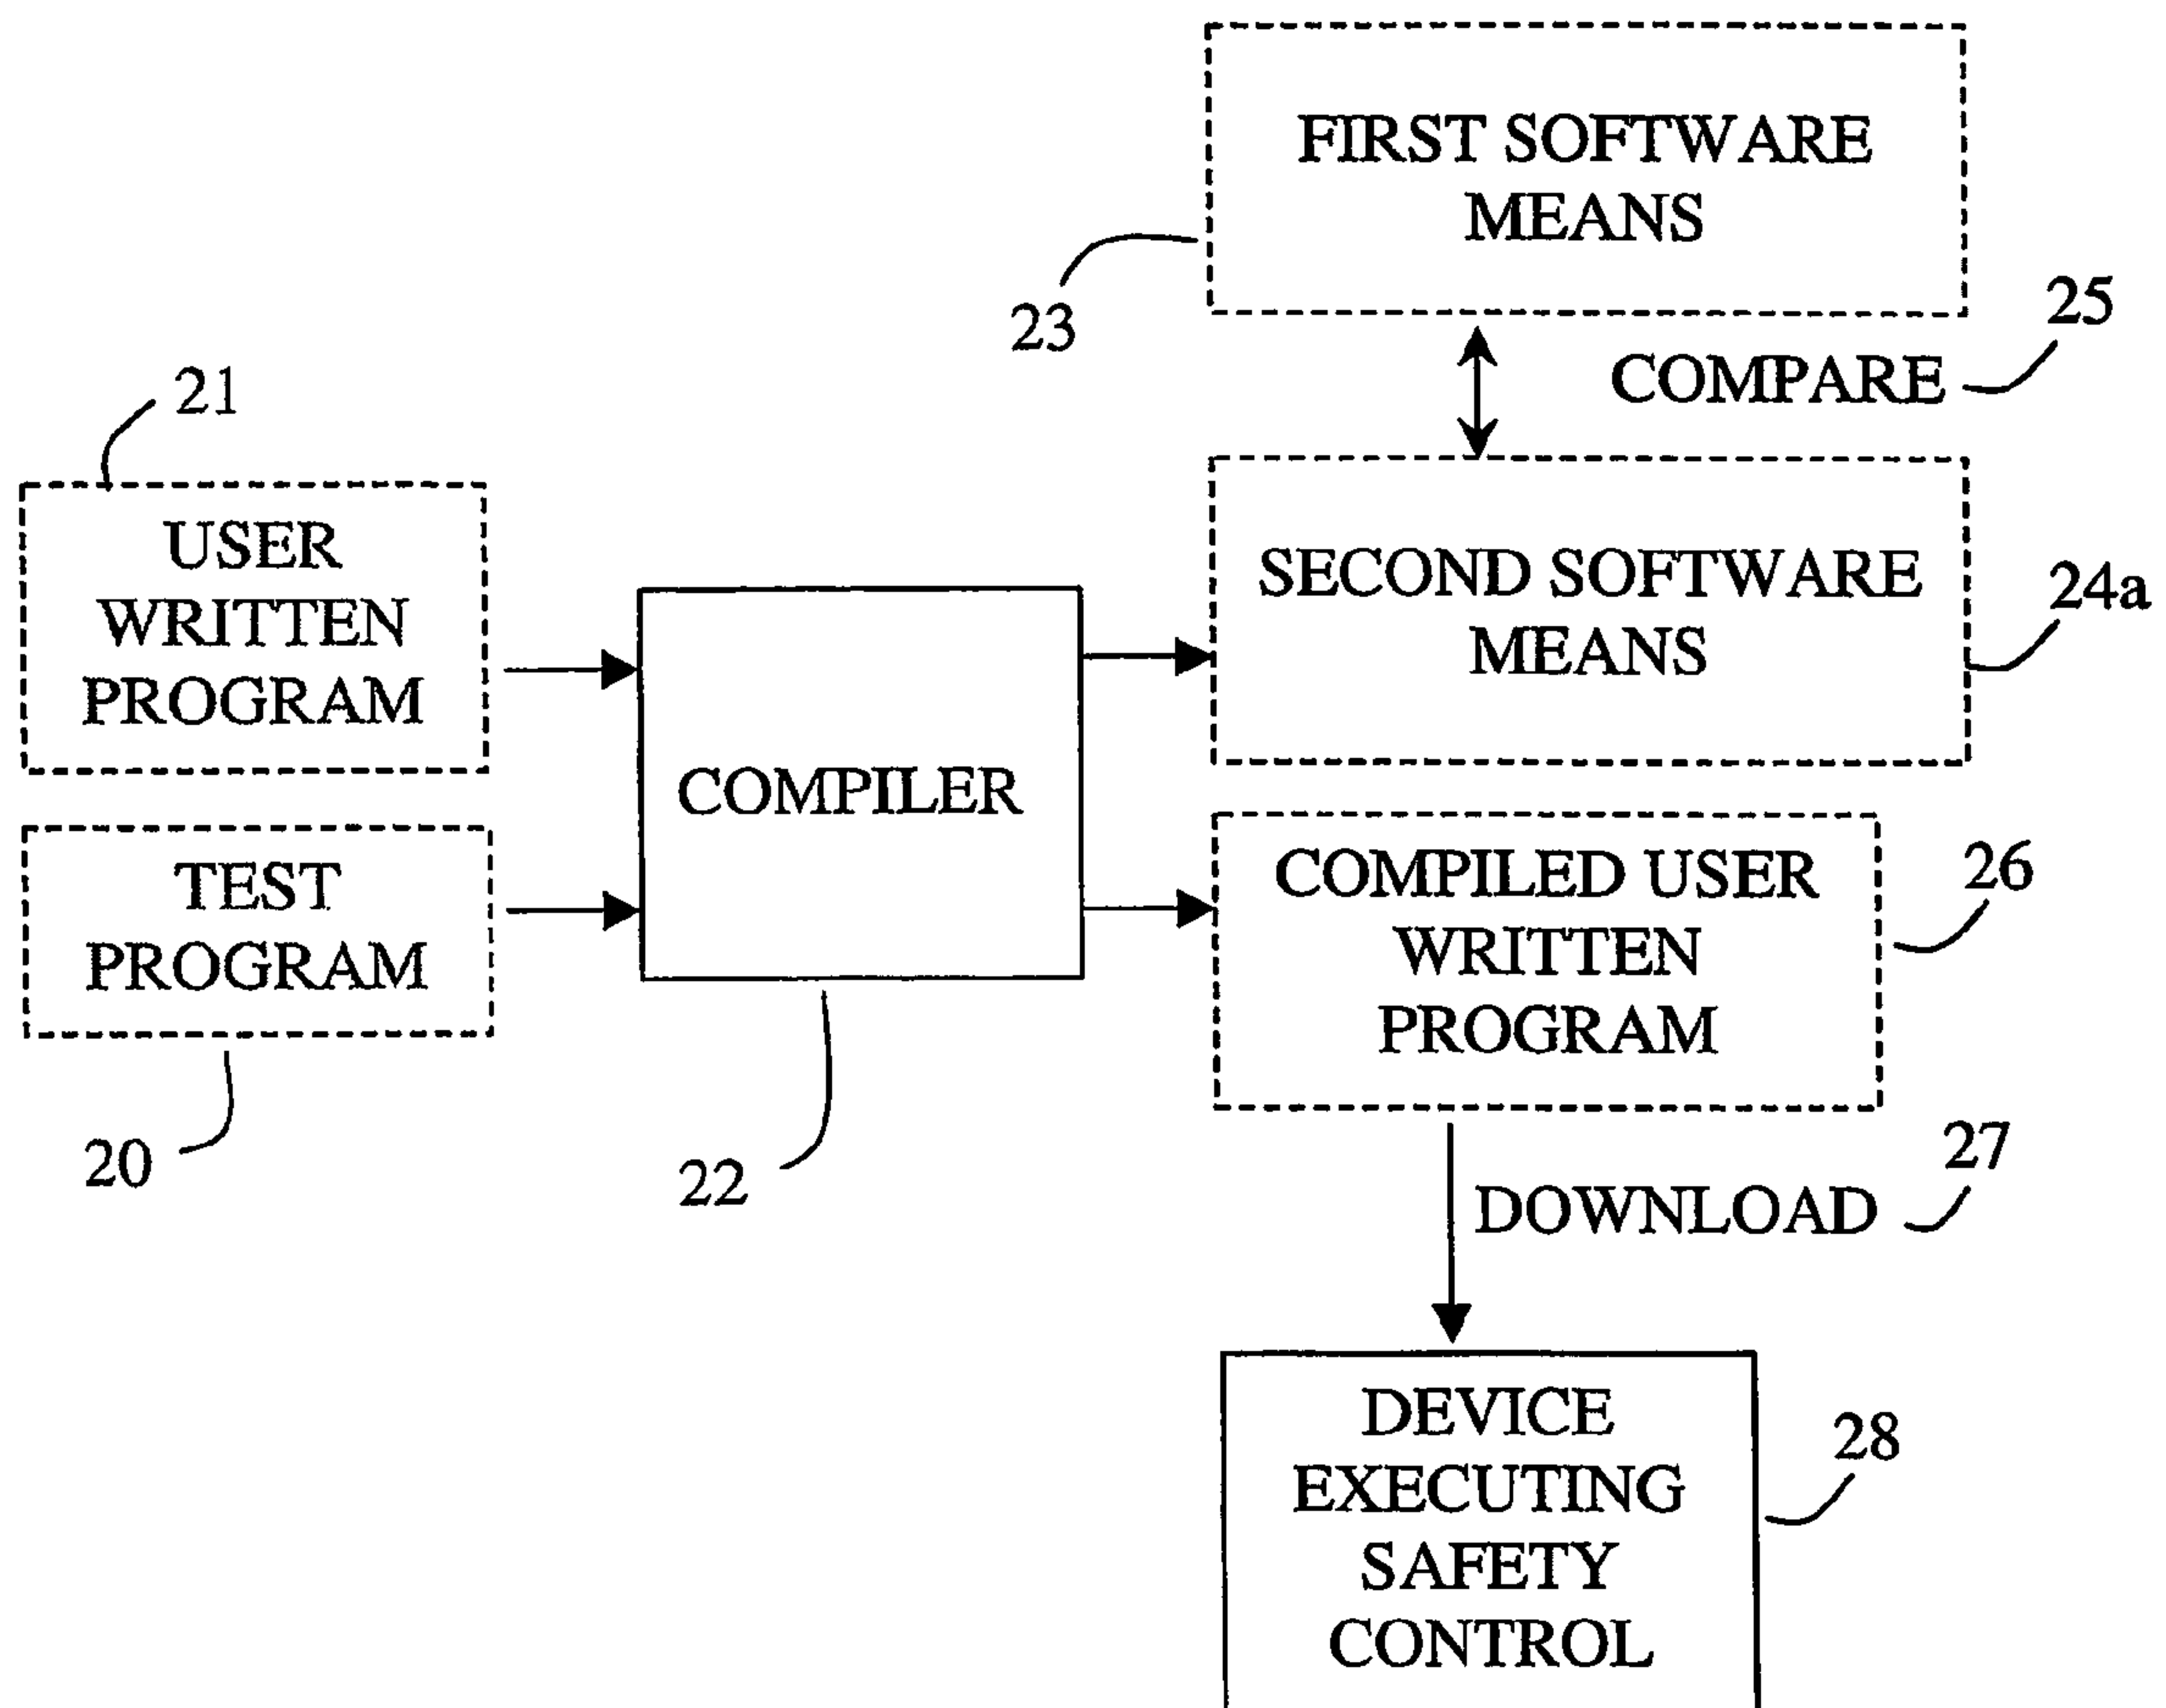 FIRST SOFTWARE
MEANS
23
25
COMPARE
21
USER
WRITTEN
PROGRAM
SECOND SOFTWARE
MEANS
24a
COMPILER
TEST
PROGRAM
COMPILED USER
WRITTEN
PROGRAM
26
20
22
27
DOWNLOAD
DEVICE
EXECUTING
SAFETY
CONTROL
28